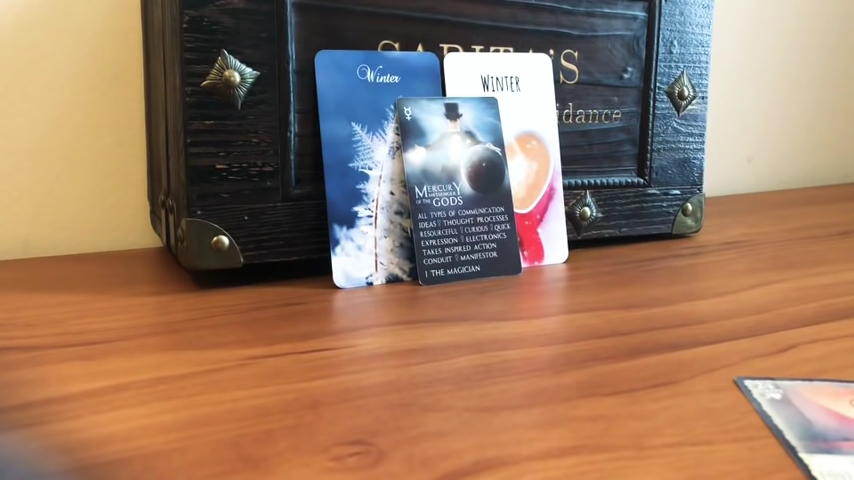 Winter
WINTER
idance
MERCURY
MESSENGER
OF THE GODS
ALL TYPES OF COMMUNICATION
IDEAS THOUGHT PROCESSES
RESOURCEFUL CURIOUS QUICK
EXPRESSION ELECTRONICS
TAKES INSPIRED ACTION
CONDUIT MANIFESTOR
1 THE MAGICIAN